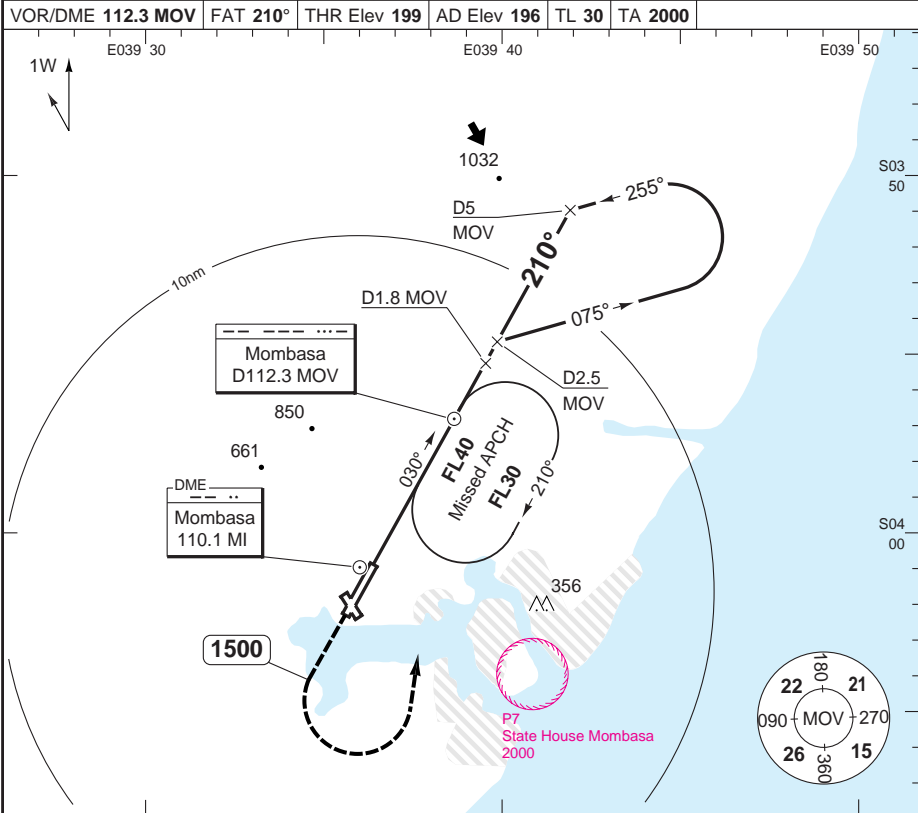 VOR/DME 112.3 MOV FAT 210° THR Elev 199 AD Elev 196 TL 30 TA 2000
E039 30 E039 40 E039 50
1W
1032
S03
50
255°
D5
MOV
210°
10nm
D1.8 MOV
075°
Mombasa
D112.3 MOV
D2.5
MOV
850
661
030°
FL40
Missed APCH
FL30
210°
DME
Mombasa
110.1 MI
S04
00
356
1500
P7
State House Mombasa
2000
180
22 21
090 MOV 270
26 15
360